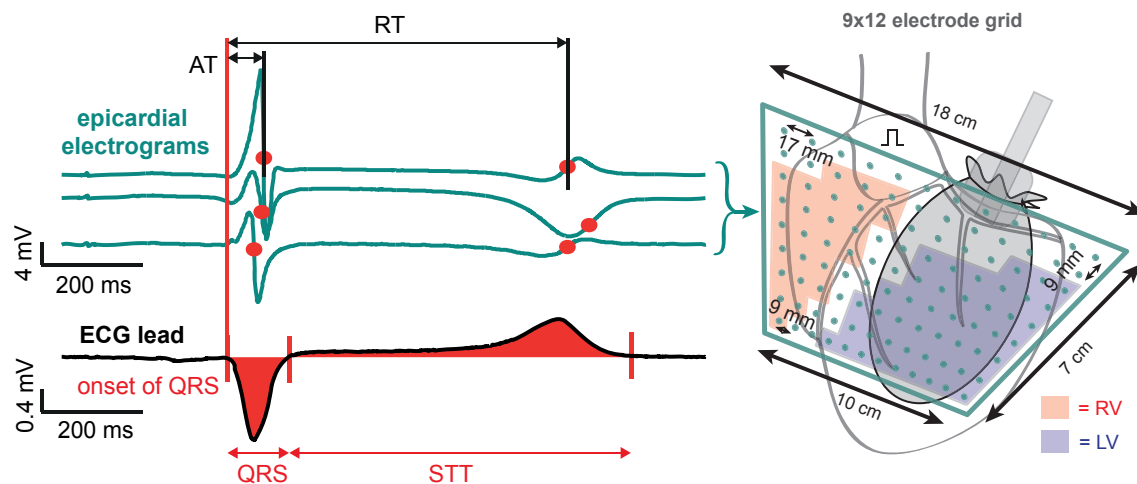 RT
AT
epicardial
electrograms
4 mV
200 ms
ECG lead
onset of QRS
0.4 mV
200 ms
QRS
STT
9x12 electrode grid
18 cm
17 mm
9 mm
9 mm
7 cm
10 cm
= RV
= LV